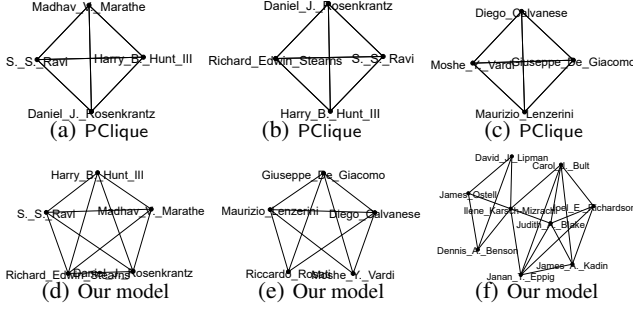 Madhav_V._Marathe
S._S._Ravi
Harry_B._Hunt_III
Daniel_J._Rosenkrantz
(a) PClique
Daniel_J._Rosenkrantz
Richard_Edwin_Stearns
S._S._Ravi
Harry_B._Hunt_III
(b) PClique
Diego_Calvanese
Moshe_Y._Vardi
Giuseppe_De_Giacomo
Maurizio_Lenzerini
(c) PClique
Harry_B._Hunt_III
S._S._Ravi
Madhav_V._Marathe
Richard_Edwin_Stearns
Daniel_J._Rosenkrantz
(d) Our model
Giuseppe_De_Giacomo
Maurizio_Lenzerini
Diego_Calvanese
Riccardo_Rosati
Moshe_Y._Vardi
(e) Our model
David_J._Lipman
Carol_J._Bult
James_Ostell
Ilene_Karsch-Mizrachi
Joel_E._Richardson
Judith_A._Blake
Dennis_A._Benson
James_A._Kadin
Janan_T._Eppig
(f) Our model